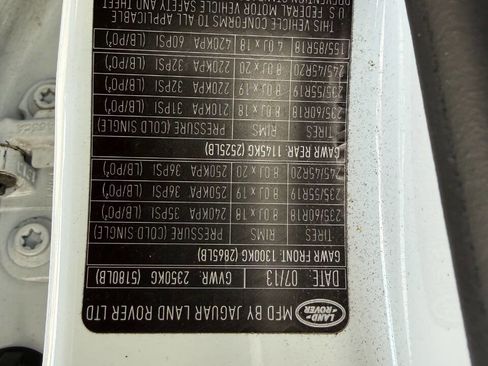 LAND
ROVER
MFD BY JAGUAR LAND ROVER LTD
DATE: 07/13 GVWR: 2350KG (5180LB)
GAWR FRONT: 1300KG (2865LB)
TIRES RIMS PRESSURE (COLD SINGLE)
235/60R18 8.0J x 18 240KPA 35PSI (LB/PO²)
235/55R19 8.0J x 19 250KPA 36PSI (LB/PO²)
245/45R20 8.0J x 20 250KPA 36PSI (LB/PO²)
GAWR REAR: 1145KG (2525LB)
TIRES RIMS PRESSURE (COLD SINGLE)
235/60R18 8.0J x 18 210KPA 31PSI (LB/PO²)
235/55R19 8.0J x 19 220KPA 32PSI (LB/PO²)
245/45R20 8.0J x 20 220KPA 32PSI (LB/PO²)
155/85R18 4.0J x 18 420KPA 60PSI (LB/PO²)
THIS VEHICLE CONFORMS TO ALL APPLICABLE
U S FEDERAL MOTOR VEHICLE SAFETY AND THEFT